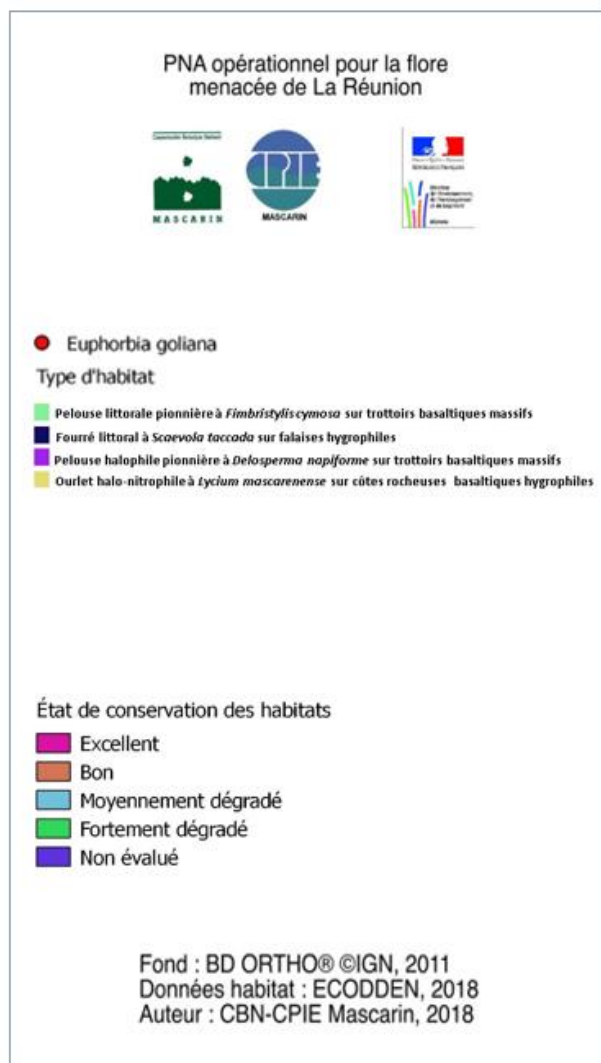 PNA opérationnel pour la flore
menacée de La Réunion
MASCARIN
CPIE
MASCARIN
Euphorbia goliana
Type d'habitat
Pelouse littorale pionnière à Fimbristylis cymosa sur trottoirs basaltiques massifs
Fourré littoral à Scaevola taccada sur falaises hygrophiles
Pelouse halophile pionnière à Delosperma napiforme sur trottoirs basaltiques massifs
Ourlet halo-nitrophile à Lycium mascarenense sur côtes rocheuses basaltiques hygrophiles
État de conservation des habitats
Excellent
Bon
Moyennement dégradé
Fortement dégradé
Non évalué
Fond : BD ORTHO® ©IGN, 2011
Données habitat : ECODDEN, 2018
Auteur : CBN-CPIE Mascarin, 2018